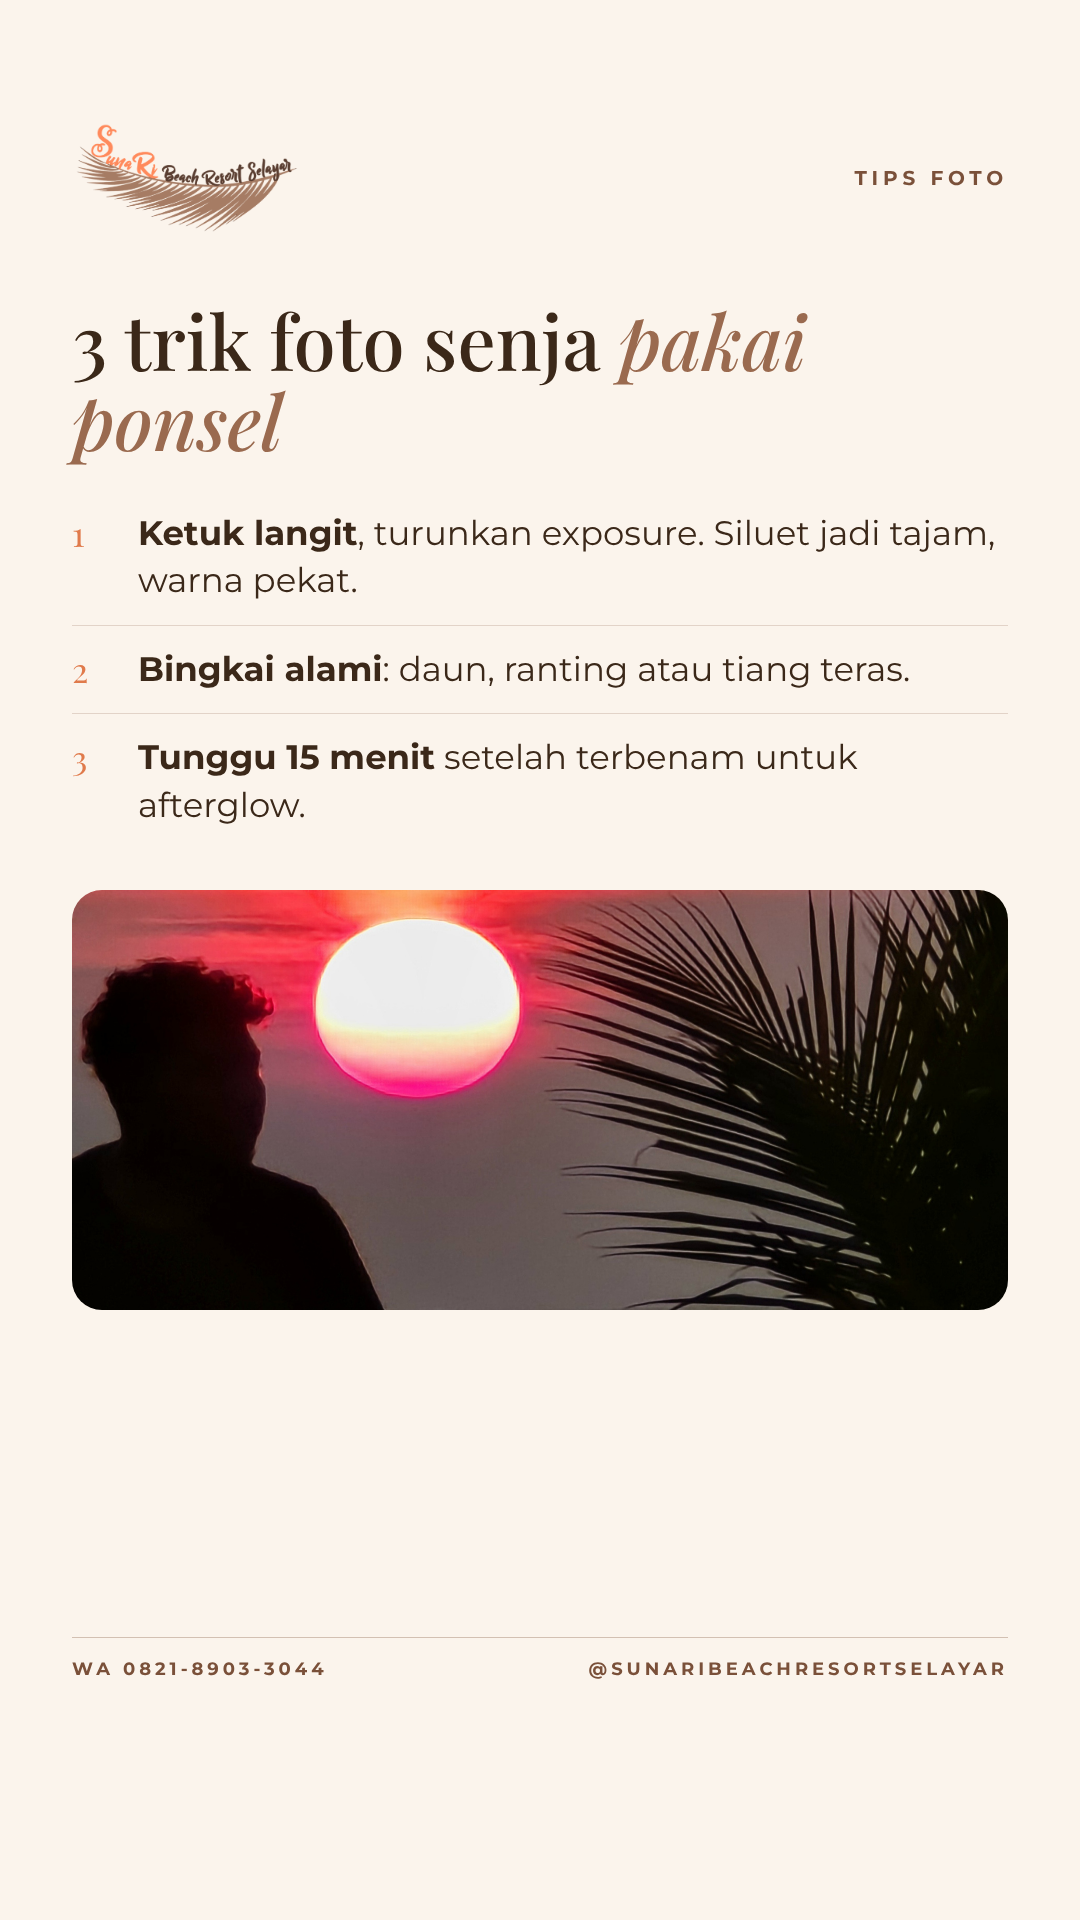 SunaRi Beach Resort Selayar
TIPS FOTO
3 trik foto senja pakai
ponsel
1 Ketuk langit, turunkan exposure. Siluet jadi tajam,
warna pekat.
2 Bingkai alami: daun, ranting atau tiang teras.
3 Tunggu 15 menit setelah terbenam untuk
afterglow.
WA 0821-8903-3044
@SUNARIBEACHRESORTSELAYAR